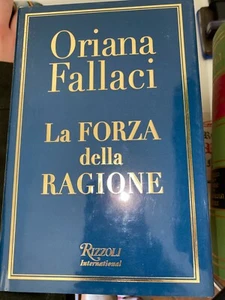 Oriana
Fallaci
La FORZA
della
RAGIONE
RIZZOLI
International